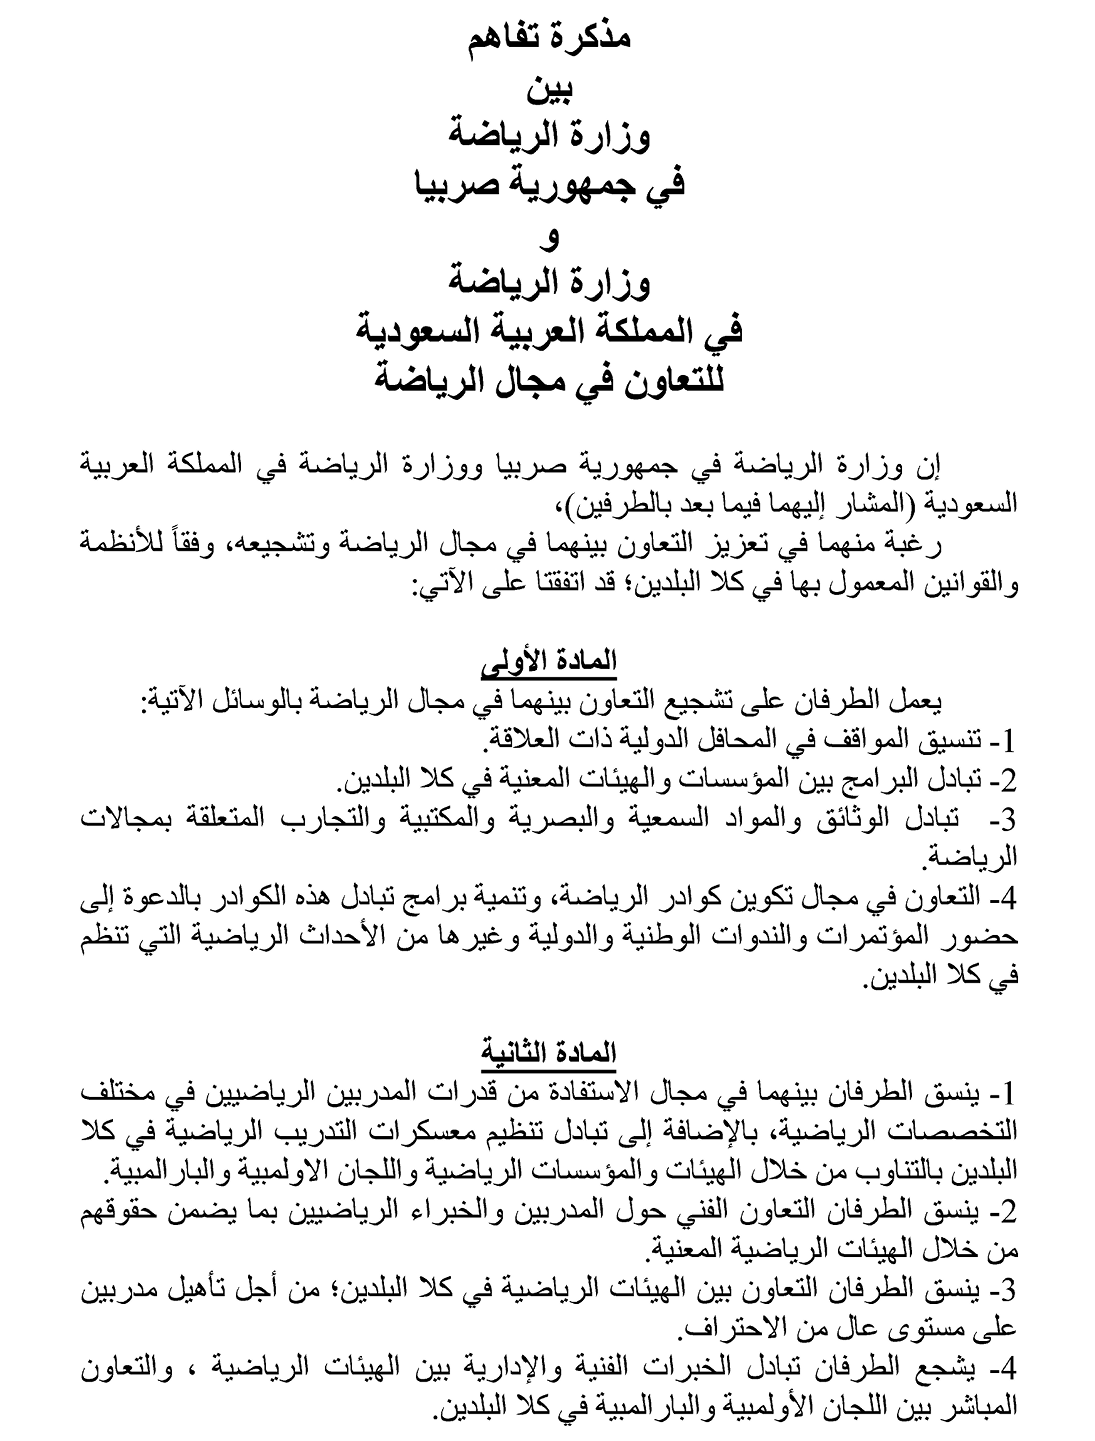 مذكرة تفاهم
بين
وزارة الرياضة
في جمهورية صربيا
و
وزارة الرياضة
في المملكة العربية السعودية
للتعاون في مجال الرياضة
إن وزارة الرياضة في جمهورية صربيا ووزارة الرياضة في المملكة العربية
السعودية (المشار إليهما فيما بعد بالطرفين)،
رغبة منهما في تعزيز التعاون بينهما في مجال الرياضة وتشجيعه، وفقاً للأنظمة
والقوانين المعمول بها في كلا البلدين؛ قد اتفقتا على الآتي:
المادة الأولى
يعمل الطرفان على تشجيع التعاون بينهما في مجال الرياضة بالوسائل الآتية:
1- تنسيق المواقف في المحافل الدولية ذات العلاقة.
2- تبادل البرامج بين المؤسسات والهيئات المعنية في كلا البلدين.
3- تبادل الوثائق والمواد السمعية والبصرية والمكتبية والتجارب المتعلقة بمجالات
الرياضة.
4- التعاون في مجال تكوين كوادر الرياضة، وتنمية برامج تبادل هذه الكوادر بالدعوة إلى
حضور المؤتمرات والندوات الوطنية والدولية وغيرها من الأحداث الرياضية التي تنظم
في كلا البلدين.
المادة الثانية
1- ينسق الطرفان بينهما في مجال الاستفادة من قدرات المدربين الرياضيين في مختلف
التخصصات الرياضية، بالإضافة إلى تبادل تنظيم معسكرات التدريب الرياضية في كلا
البلدين بالتناوب من خلال الهيئات والمؤسسات الرياضية واللجان الاولمبية والبارالمبية.
2- ينسق الطرفان التعاون الفني حول المدربين والخبراء الرياضيين بما يضمن حقوقهم
من خلال الهيئات الرياضية المعنية.
3- ينسق الطرفان التعاون بين الهيئات الرياضية في كلا البلدين؛ من أجل تأهيل مدربين
على مستوى عال من الاحتراف.
4- يشجع الطرفان تبادل الخبرات الفنية والإدارية بين الهيئات الرياضية ، والتعاون
المباشر بين اللجان الأولمبية والبارالمبية في كلا البلدين.